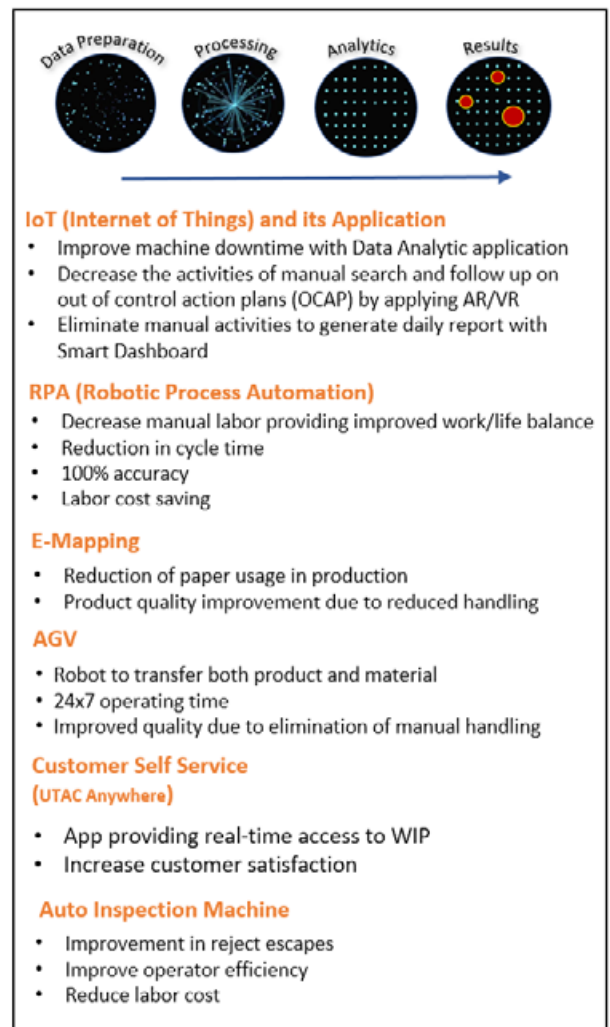 Data Preparation
Processing
Analytics
Results
IoT (Internet of Things) and its Application
• Improve machine downtime with Data Analytic application
• Decrease the activities of manual search and follow up on
out of control action plans (OCAP) by applying AR/VR
• Eliminate manual activities to generate daily report with
Smart Dashboard
RPA (Robotic Process Automation)
• Decrease manual labor providing improved work/life balance
• Reduction in cycle time
• 100% accuracy
• Labor cost saving
E-Mapping
• Reduction of paper usage in production
• Product quality improvement due to reduced handling
AGV
• Robot to transfer both product and material
• 24x7 operating time
• Improved quality due to elimination of manual handling
Customer Self Service
(UTAC Anywhere)
• App providing real-time access to WIP
• Increase customer satisfaction
Auto Inspection Machine
• Improvement in reject escapes
• Improve operator efficiency
• Reduce labor cost